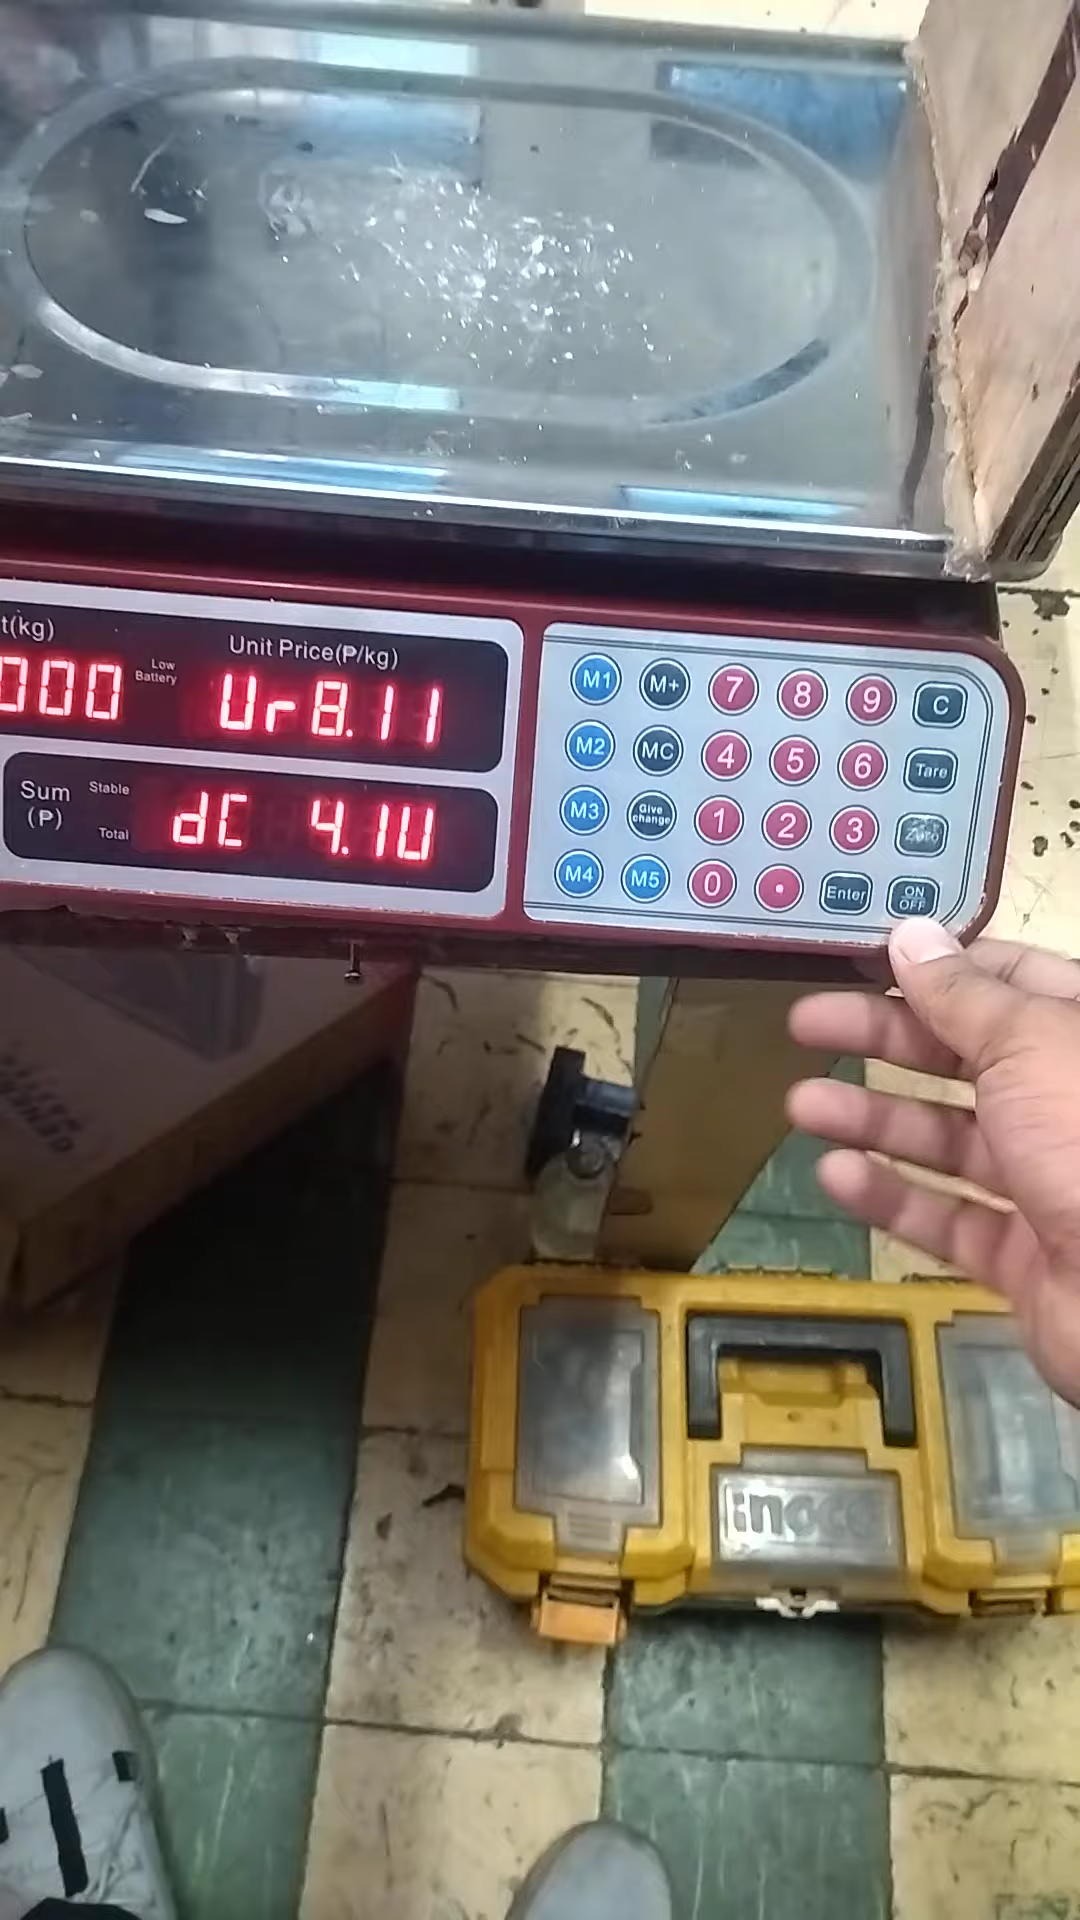 t(kg)
Unit Price(₱/kg)
000
Low
Battery
Ur8.11
Sum
(₱)
Stable
Total
dC 4.1U
M1 M+ 7 8 9 C
M2 MC 4 5 6 Tare
M3 Give change 1 2 3 Zero
M4 M5 0 . Enter ON OFF